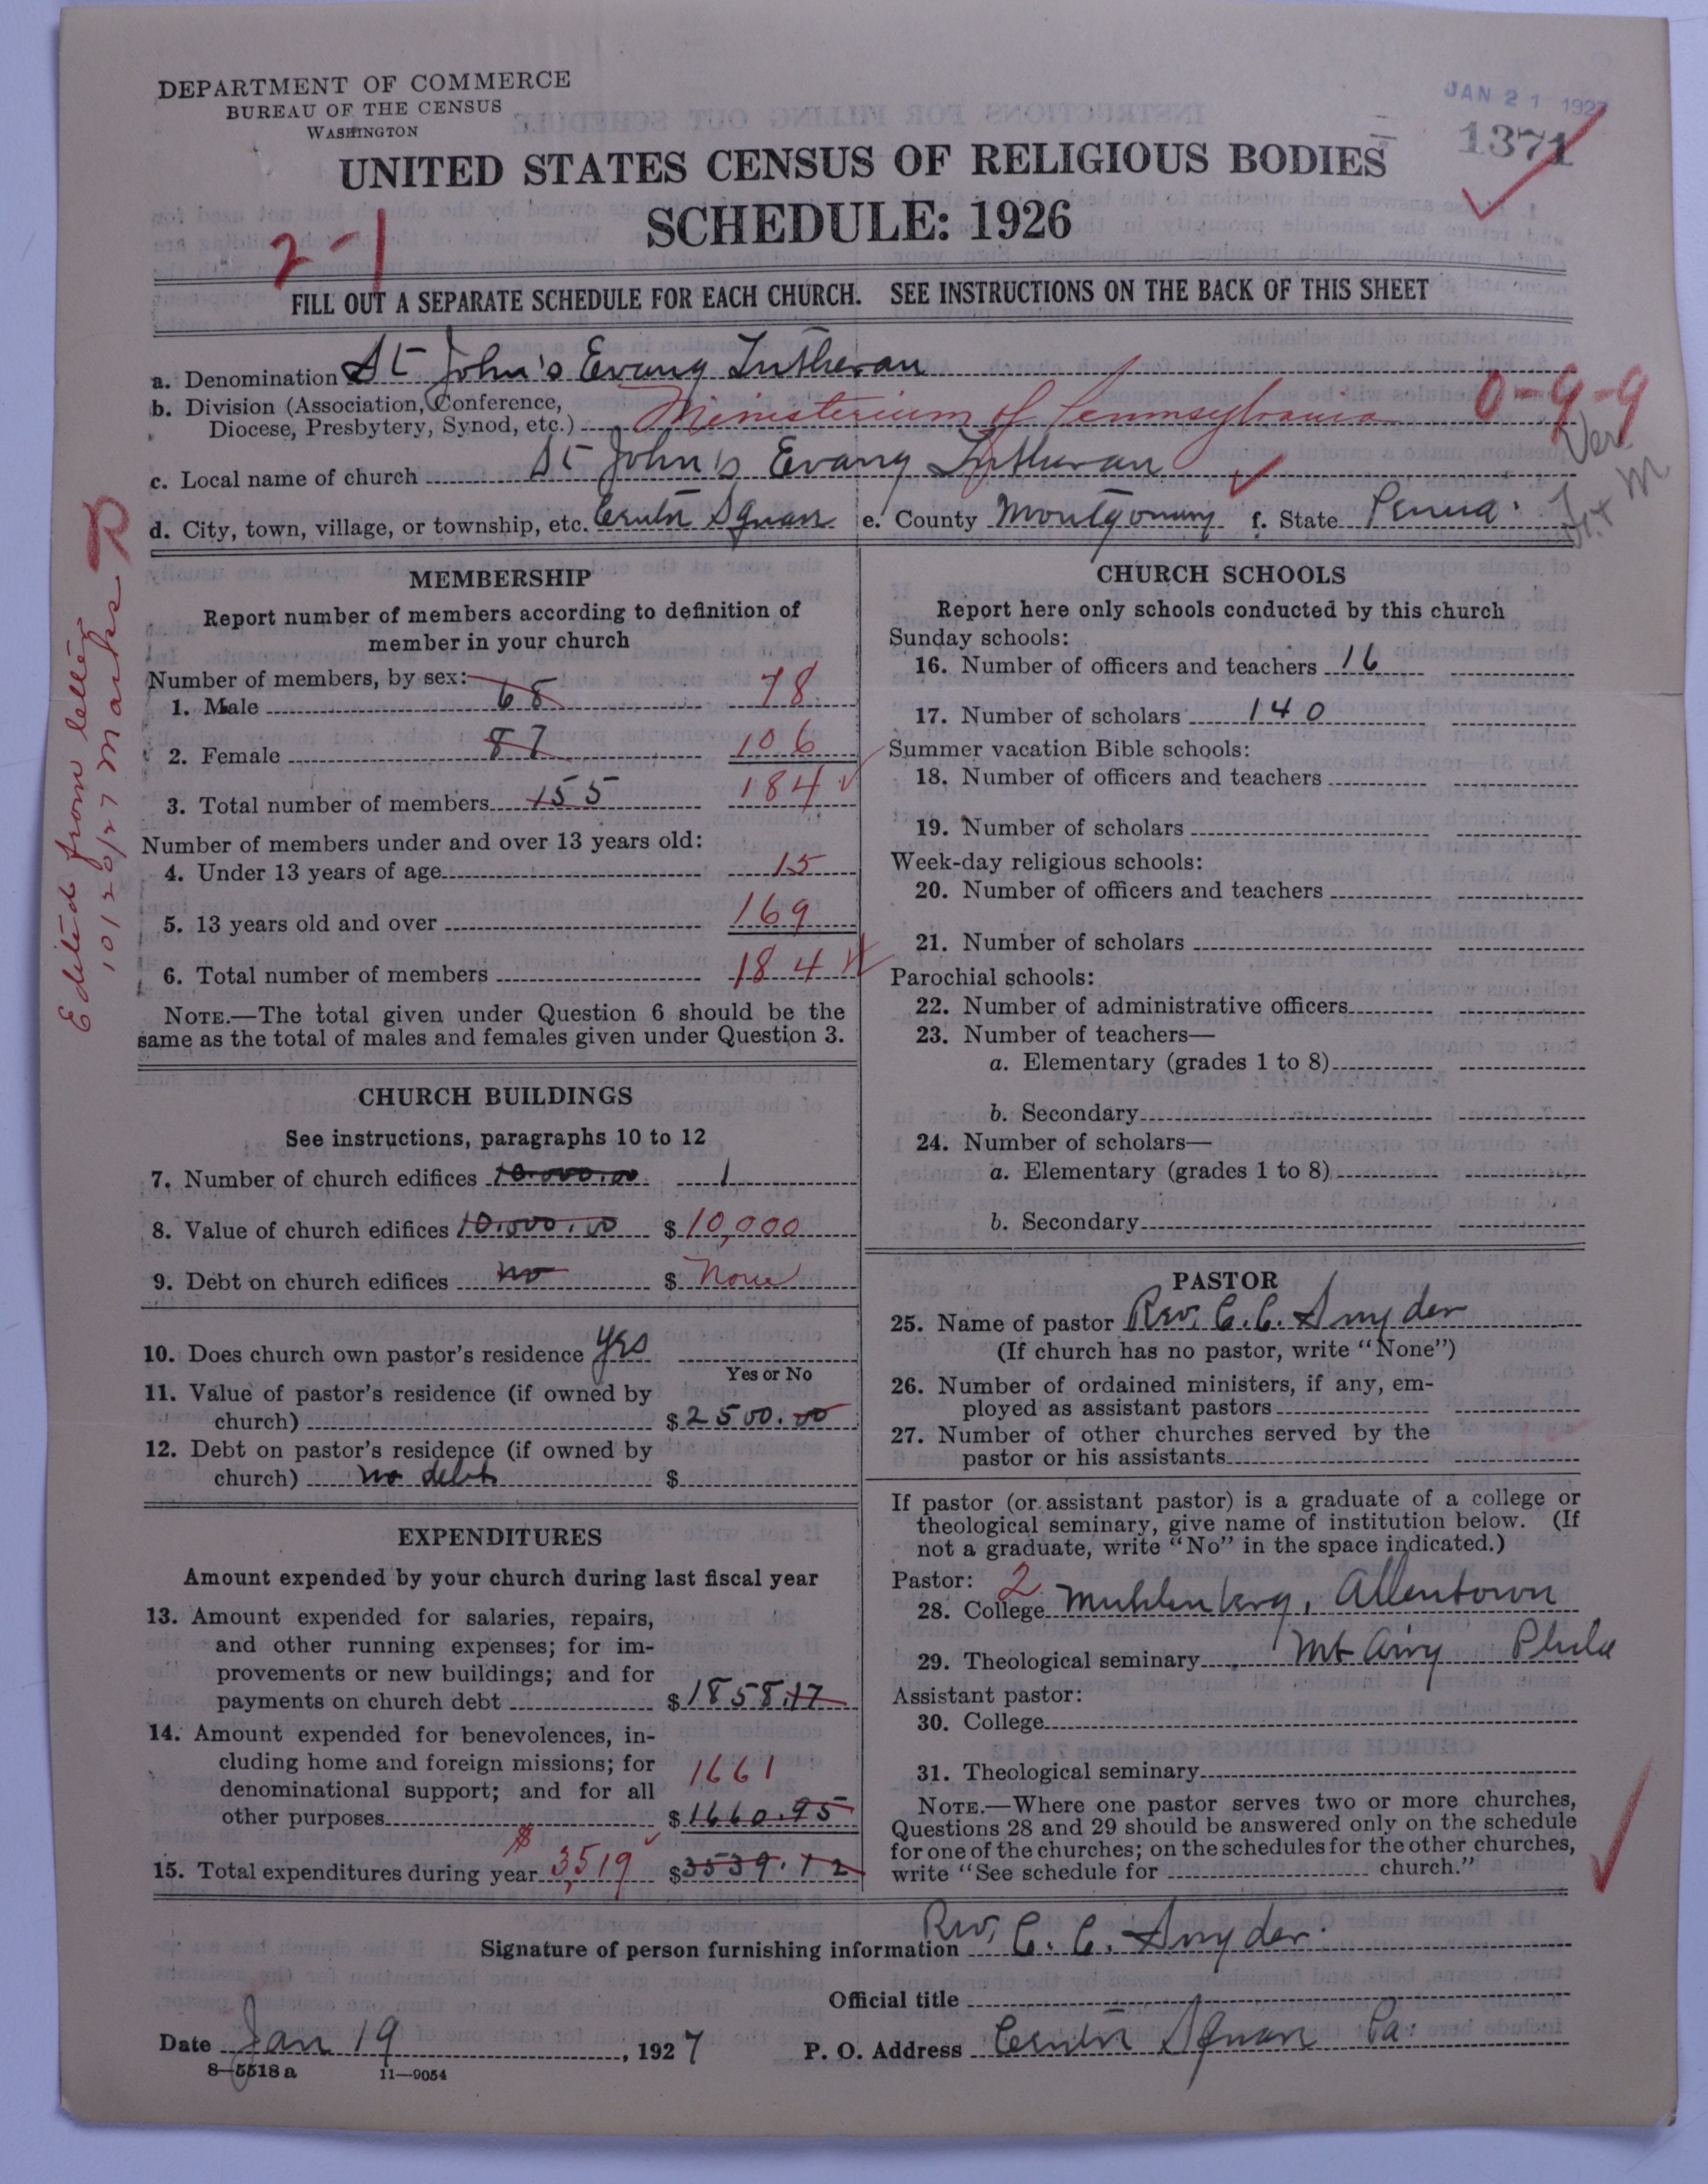 DEPARTMENT OF COMMERCE
BUREAU OF THE CENSUS
WASHINGTON
JAN 21 1927
1371
UNITED STATES CENSUS OF RELIGIOUS BODIES
SCHEDULE: 1926
2-1
FILL OUT A SEPARATE SCHEDULE FOR EACH CHURCH. SEE INSTRUCTIONS ON THE BACK OF THIS SHEET
a. Denomination St John's Evang Lutheran
b. Division (Association, Conference,
Diocese, Presbytery, Synod, etc.) Ministerium of Pennsylvania 0-9-9
c. Local name of church St John's Evang Lutheran
d. City, town, village, or township, etc. Center Square e. County Montgomery f. State Penna.
Edited from letter
10/20/27 Marks R
MEMBERSHIP
Report number of members according to definition of
member in your church
Number of members, by sex:
1. Male 68 78
2. Female 87 106
3. Total number of members 155 184
Number of members under and over 13 years old:
4. Under 13 years of age 15
5. 13 years old and over 169
6. Total number of members 184
NOTE.—The total given under Question 6 should be the
same as the total of males and females given under Question 3.
CHURCH BUILDINGS
See instructions, paragraphs 10 to 12
7. Number of church edifices 10.000.00 1
8. Value of church edifices 10.000.00 $10,000
9. Debt on church edifices no $ None
10. Does church own pastor's residence yes
Yes or No
11. Value of pastor's residence (if owned by
church) $2500.00
12. Debt on pastor's residence (if owned by
church) no debt $
EXPENDITURES
Amount expended by your church during last fiscal year
13. Amount expended for salaries, repairs,
and other running expenses; for im-
provements or new buildings; and for
payments on church debt $1858.17
14. Amount expended for benevolences, in-
cluding home and foreign missions; for
denominational support; and for all
1661
other purposes $1660.95
15. Total expenditures during year $3,519 $3539.12
CHURCH SCHOOLS
Report here only schools conducted by this church
Sunday schools:
16. Number of officers and teachers 16
17. Number of scholars 140
Summer vacation Bible schools:
18. Number of officers and teachers
19. Number of scholars
Week-day religious schools:
20. Number of officers and teachers
21. Number of scholars
Parochial schools:
22. Number of administrative officers
23. Number of teachers—
a. Elementary (grades 1 to 8)
b. Secondary
24. Number of scholars—
a. Elementary (grades 1 to 8)
b. Secondary
PASTOR
25. Name of pastor Rev. C. C. Snyder
(If church has no pastor, write "None")
26. Number of ordained ministers, if any, em-
ployed as assistant pastors
27. Number of other churches served by the
pastor or his assistants
If pastor (or assistant pastor) is a graduate of a college or
theological seminary, give name of institution below. (If
not a graduate, write "No" in the space indicated.)
Pastor: 2
28. College Muhlenberg, Allentown
29. Theological seminary Mt Airy Phila
Assistant pastor:
30. College
31. Theological seminary
NOTE.—Where one pastor serves two or more churches,
Questions 28 and 29 should be answered only on the schedule
for one of the churches; on the schedules for the other churches,
write "See schedule for church."
Signature of person furnishing information Rev. C. C. Snyder
Official title
Date Jan 19, 1927 P. O. Address Center Square Pa.
8-5518a 11-9054